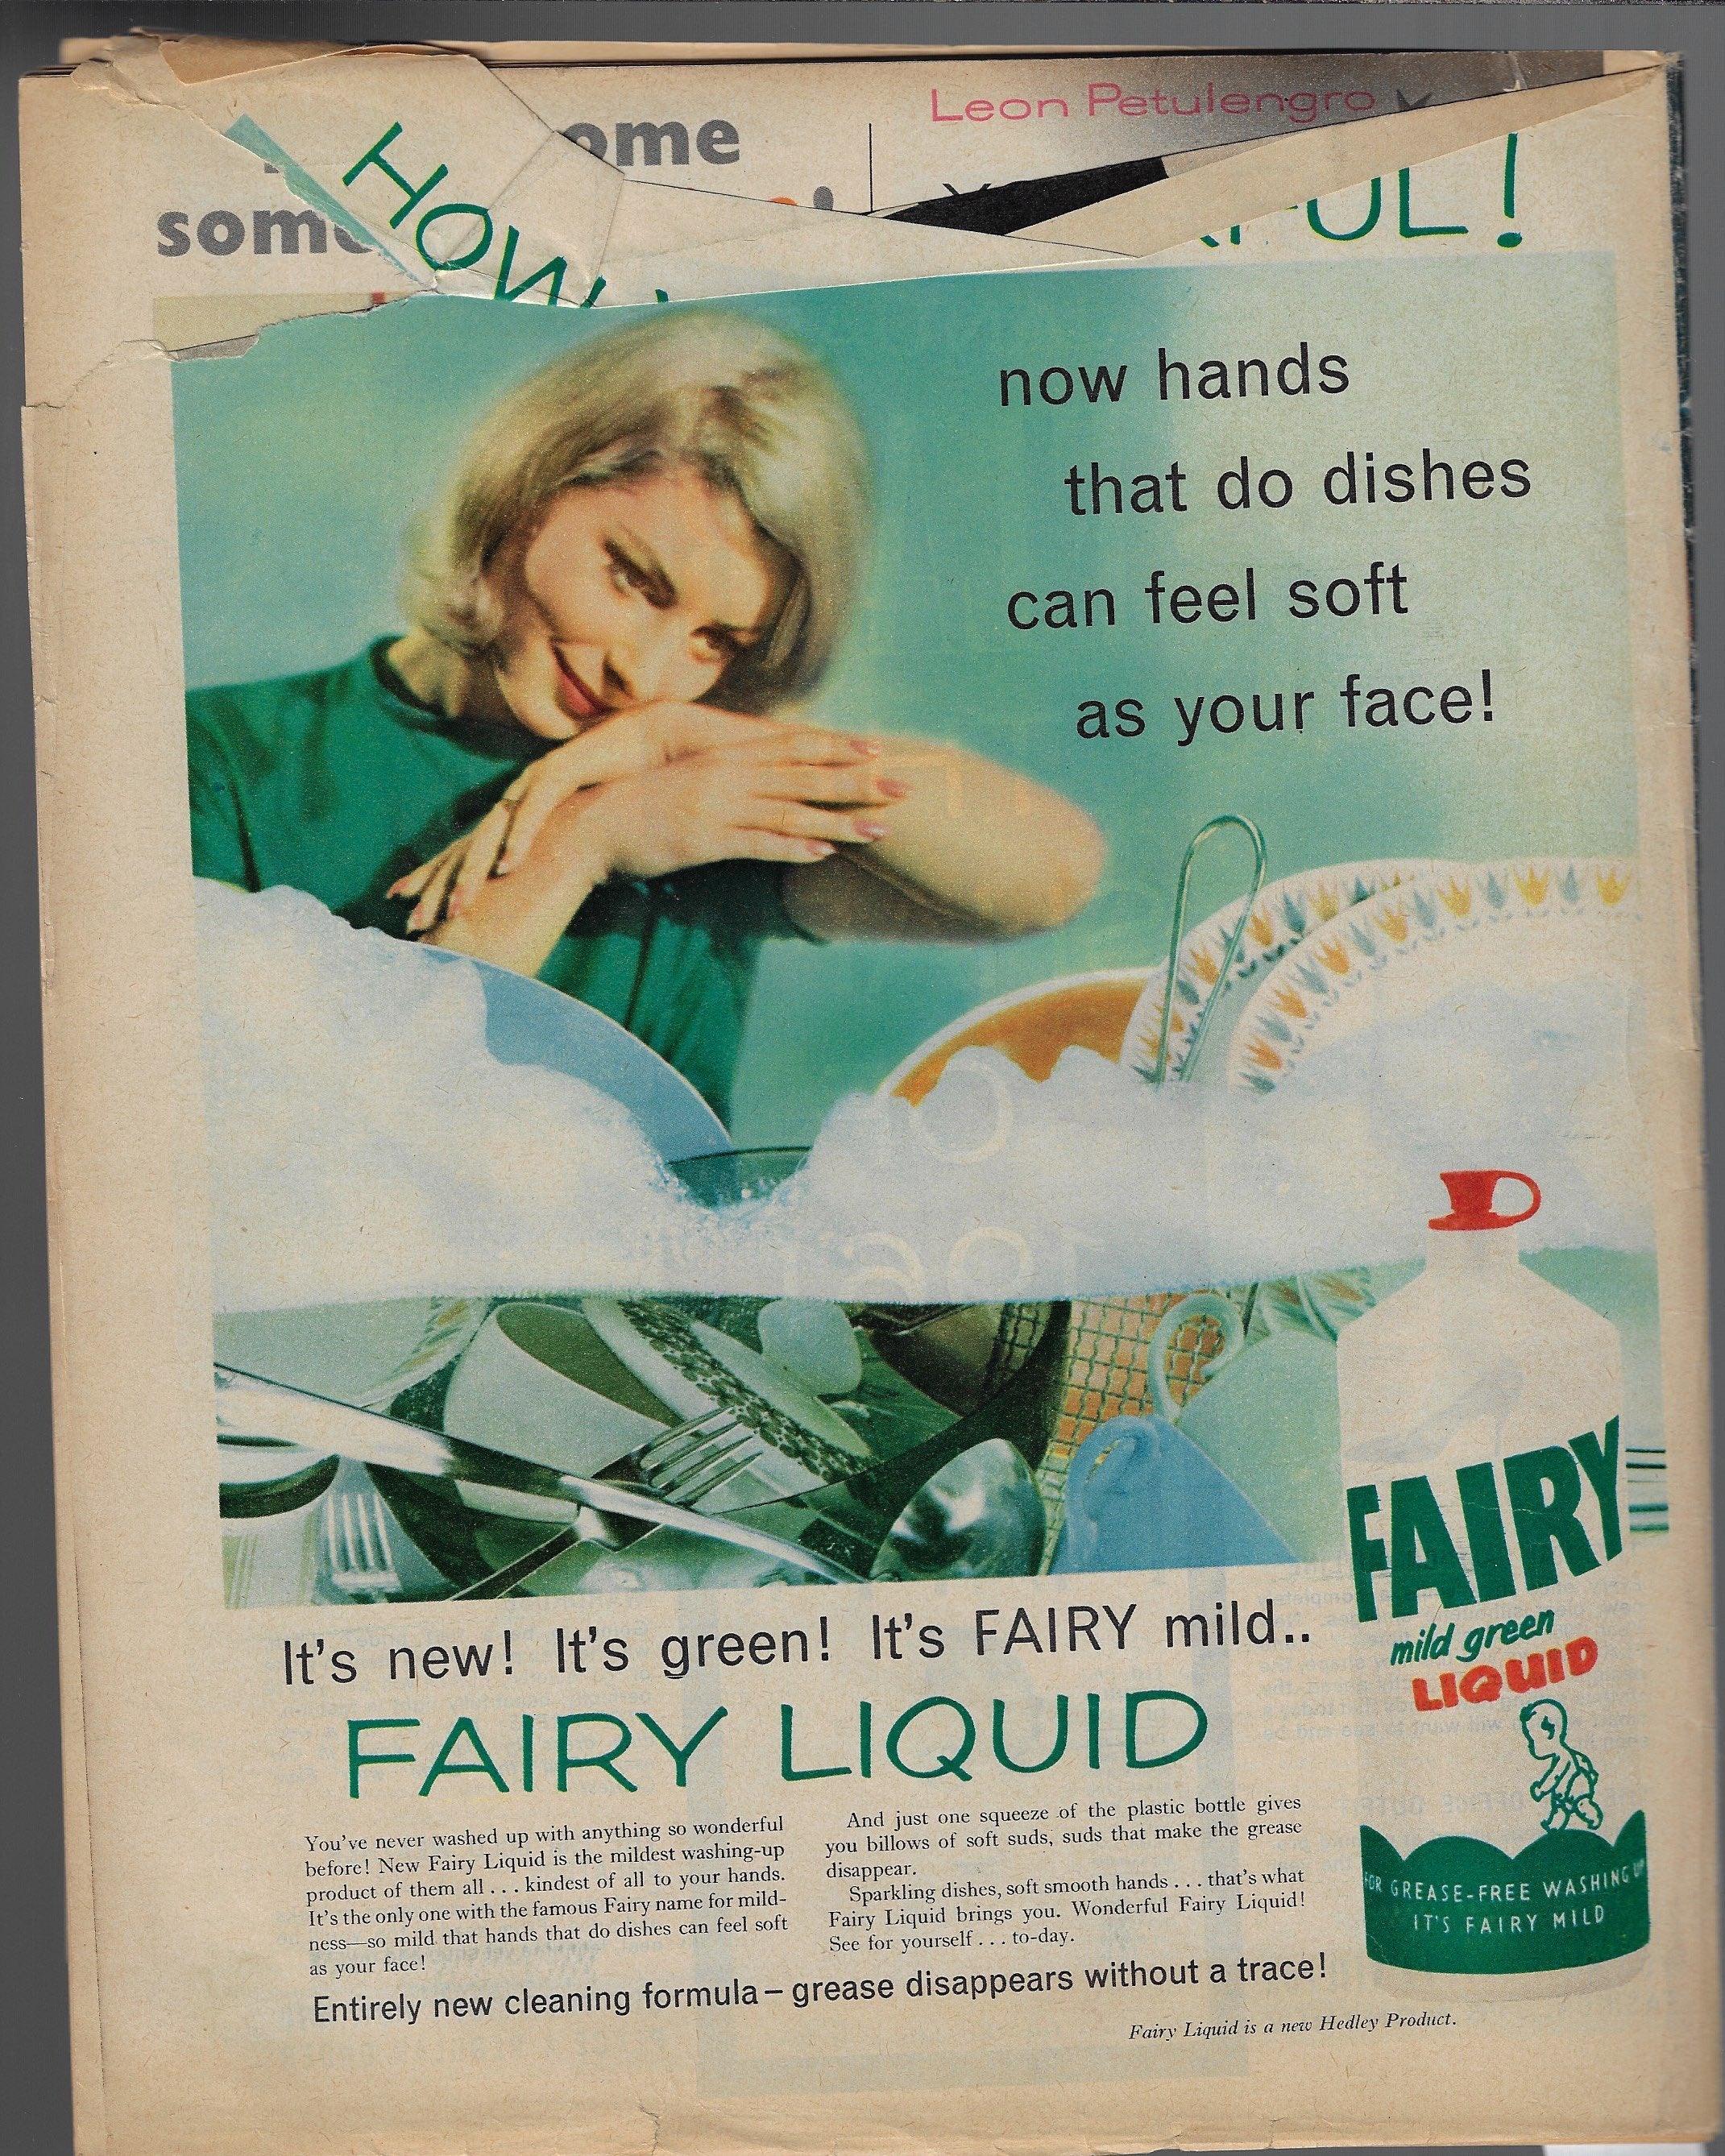 Leon Petulengro
ome
HOW
!
now hands
that do dishes
can feel soft
as your face!
It's new! It's green! It's FAIRY mild..
FAIRY LIQUID
You've never washed up with anything so wonderful
before! New Fairy Liquid is the mildest washing-up
product of them all . . . kindest of all to your hands.
It's the only one with the famous Fairy name for mild-
ness—so mild that hands that do dishes can feel soft
as your face!
And just one squeeze of the plastic bottle gives
you billows of soft suds, suds that make the grease
disappear.
Sparkling dishes, soft smooth hands . . . that's what
Fairy Liquid brings you. Wonderful Fairy Liquid!
See for yourself . . . to-day.
Entirely new cleaning formula – grease disappears without a trace!
Fairy Liquid is a new Hedley Product.
FAIRY
mild green
LIQUID
FOR GREASE-FREE WASHING UP
IT'S FAIRY MILD